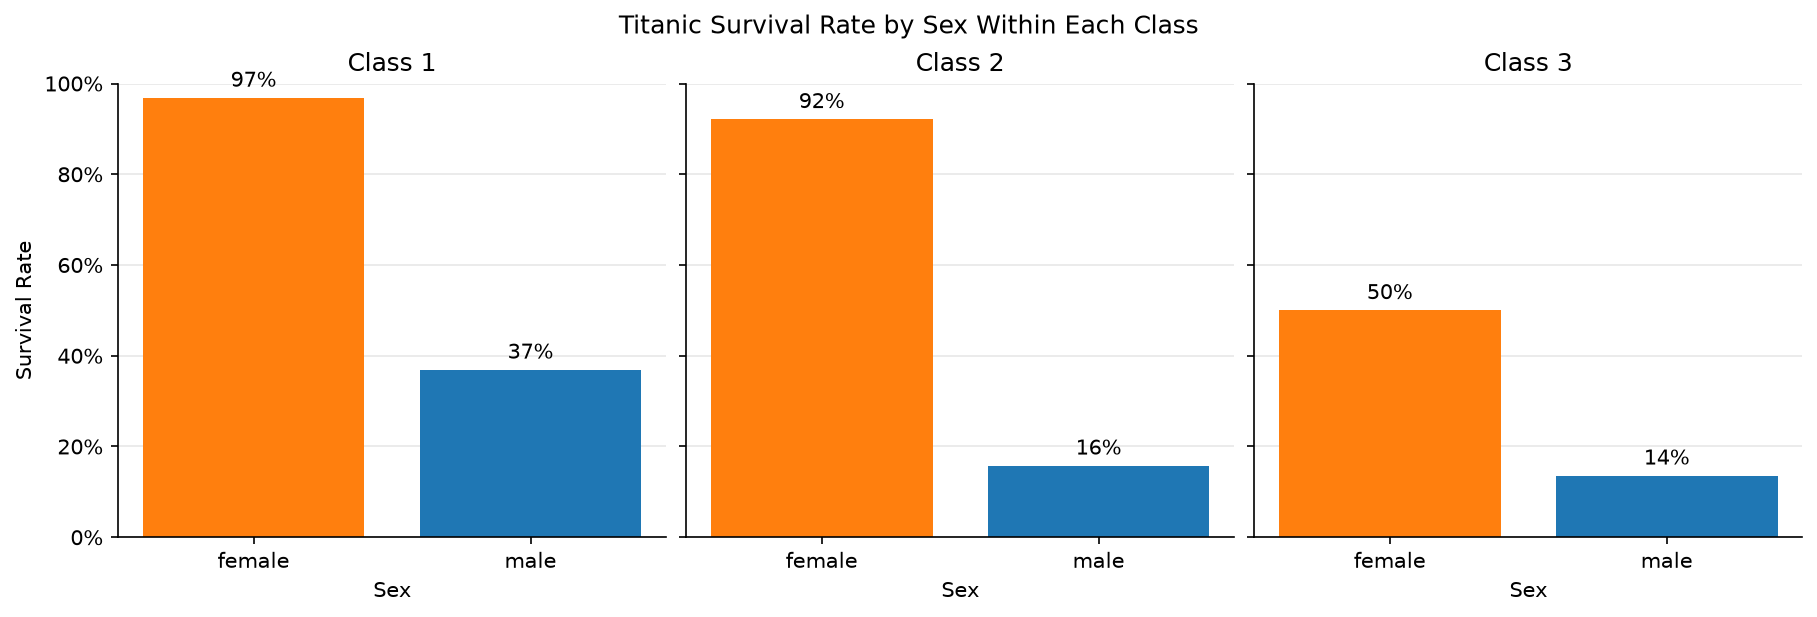 Titanic Survival Rate by Sex Within Each Class
Class 1
Class 2
Class 3
Survival Rate
100%
80%
60%
40%
20%
0%
97%
37%
92%
16%
50%
14%
female
male
female
male
female
male
Sex
Sex
Sex